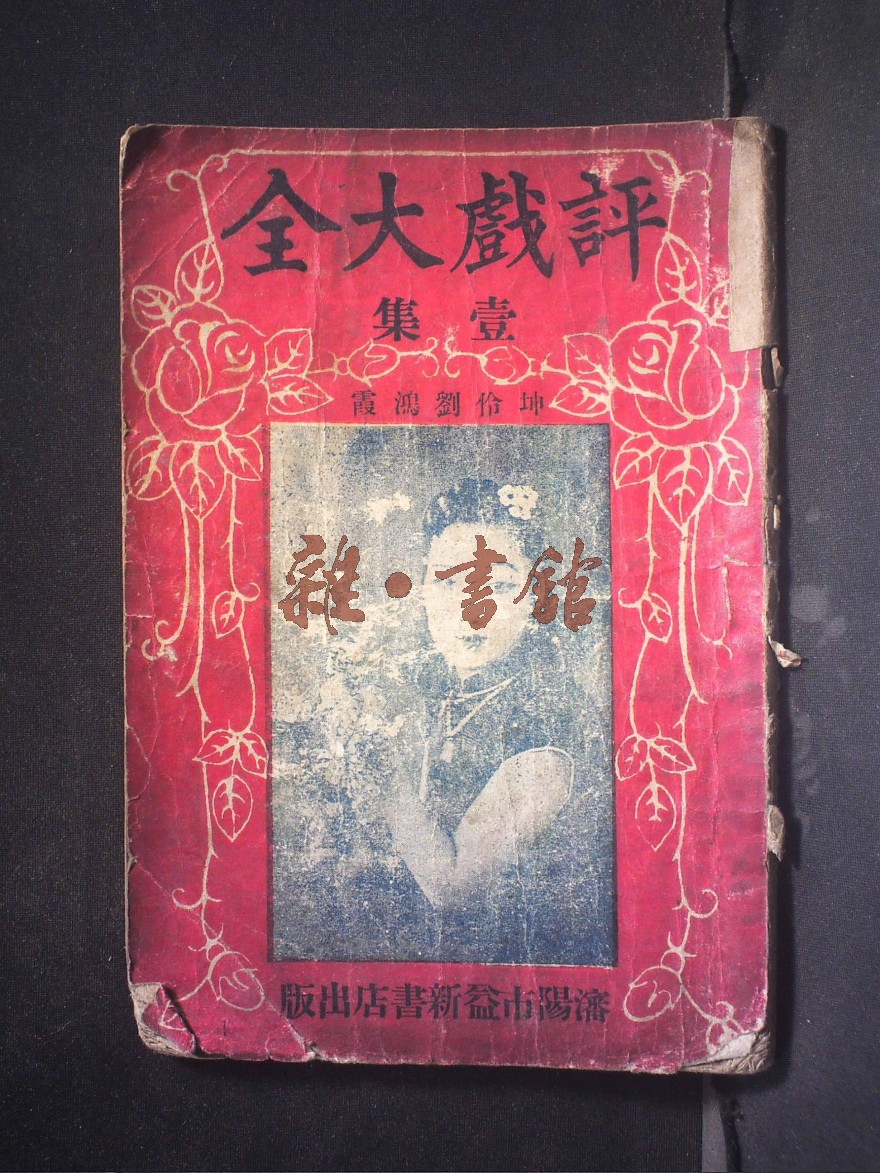 評戲大全
壹集
坤伶劉鴻霞
雜·書館
瀋陽市益新書店出版